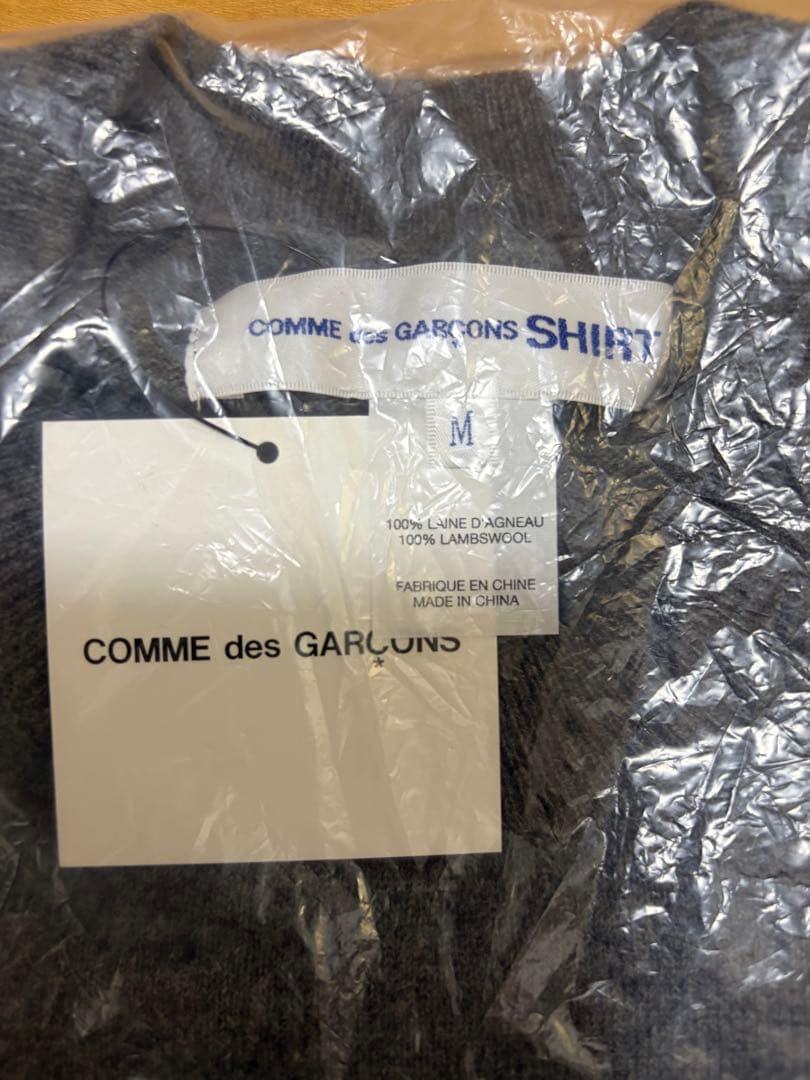 COMME des GARÇONS SHIRT
M
100% LAINE D'AGNEAU
100% LAMBSWOOL
FABRIQUE EN CHINE
MADE IN CHINA
COMME des GARÇONS
*